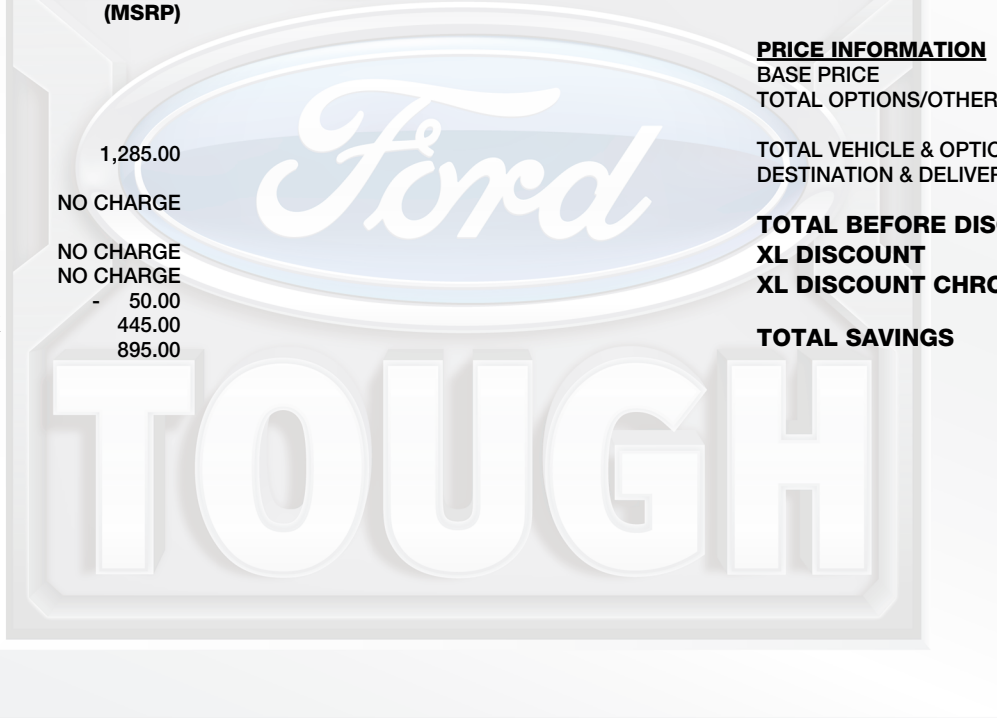 (MSRP)
1,285.00
NO CHARGE
NO CHARGE
NO CHARGE
- 50.00
445.00
895.00
PRICE INFORMATION
BASE PRICE
TOTAL OPTIONS/OTHER
TOTAL VEHICLE & OPTIO
DESTINATION & DELIVER
TOTAL BEFORE DISC
XL DISCOUNT
XL DISCOUNT CHRO
TOTAL SAVINGS
Ford
TOUGH